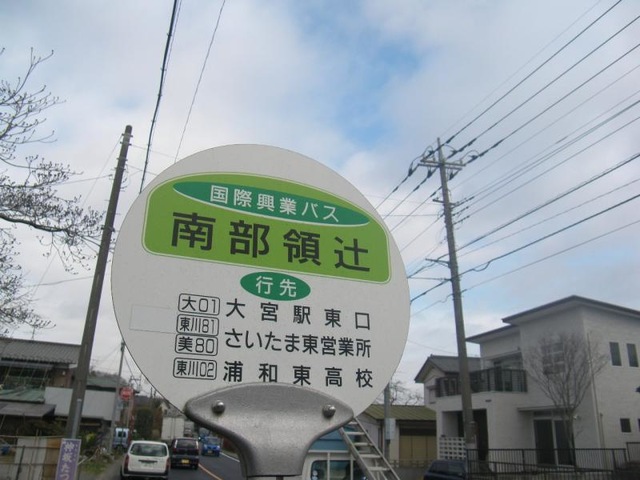 国際興業バス
南部領辻
行先
大01 大宮駅東口
東川81
美80 さいたま東営業所
東川02 浦和東高校